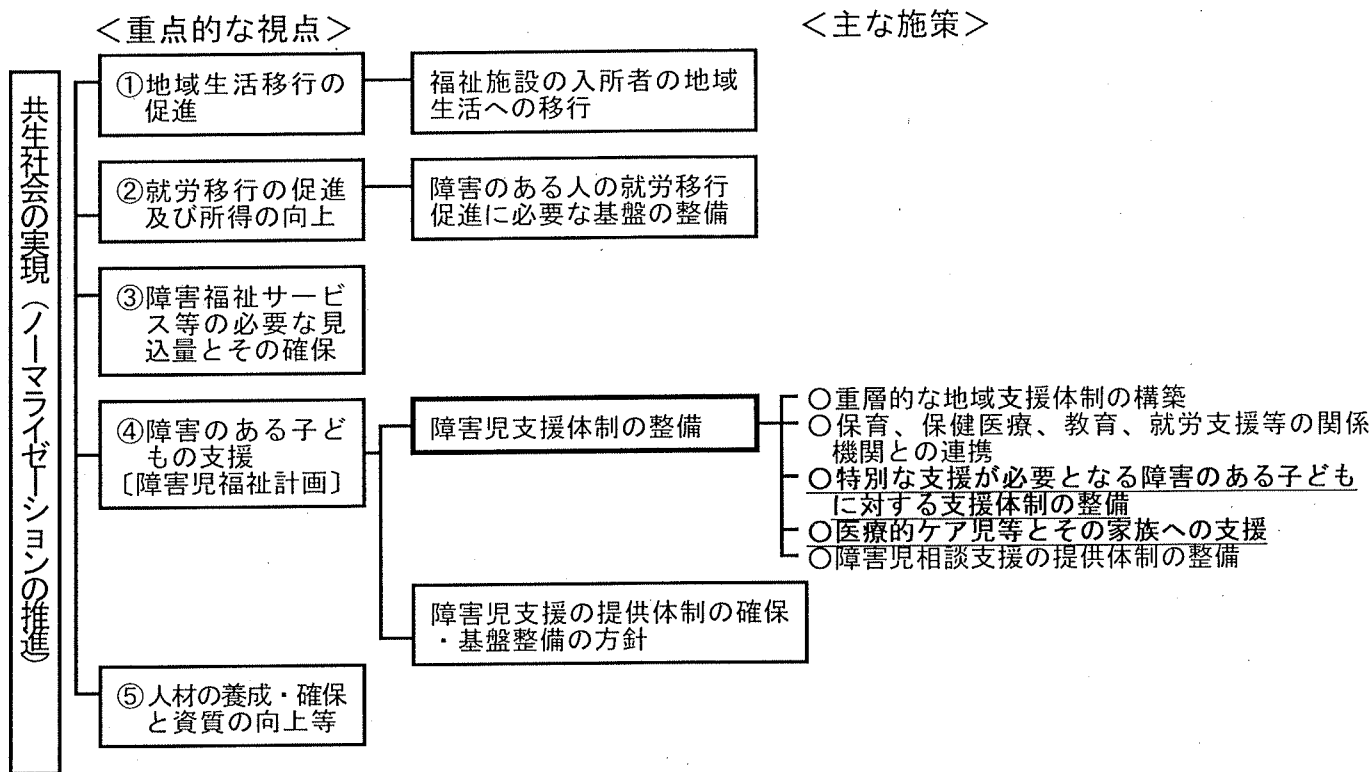 ＜重点的な視点＞
＜主な施策＞
共生社会の実現（ノーマライゼーションの推進）
①地域生活移行の
促進
福祉施設の入所者の地域
生活への移行
②就労移行の促進
及び所得の向上
障害のある人の就労移行
促進に必要な基盤の整備
③障害福祉サービ
ス等の必要な見
込量とその確保
④障害のある子ど
もの支援
〔障害児福祉計画〕
障害児支援体制の整備
○重層的な地域支援体制の構築
○保育、保健医療、教育、就労支援等の関係
機関との連携
○特別な支援が必要となる障害のある子ども
に対する支援体制の整備
○医療的ケア児等とその家族への支援
○障害児相談支援の提供体制の整備
障害児支援の提供体制の確保
・基盤整備の方針
⑤人材の養成・確保
と資質の向上等